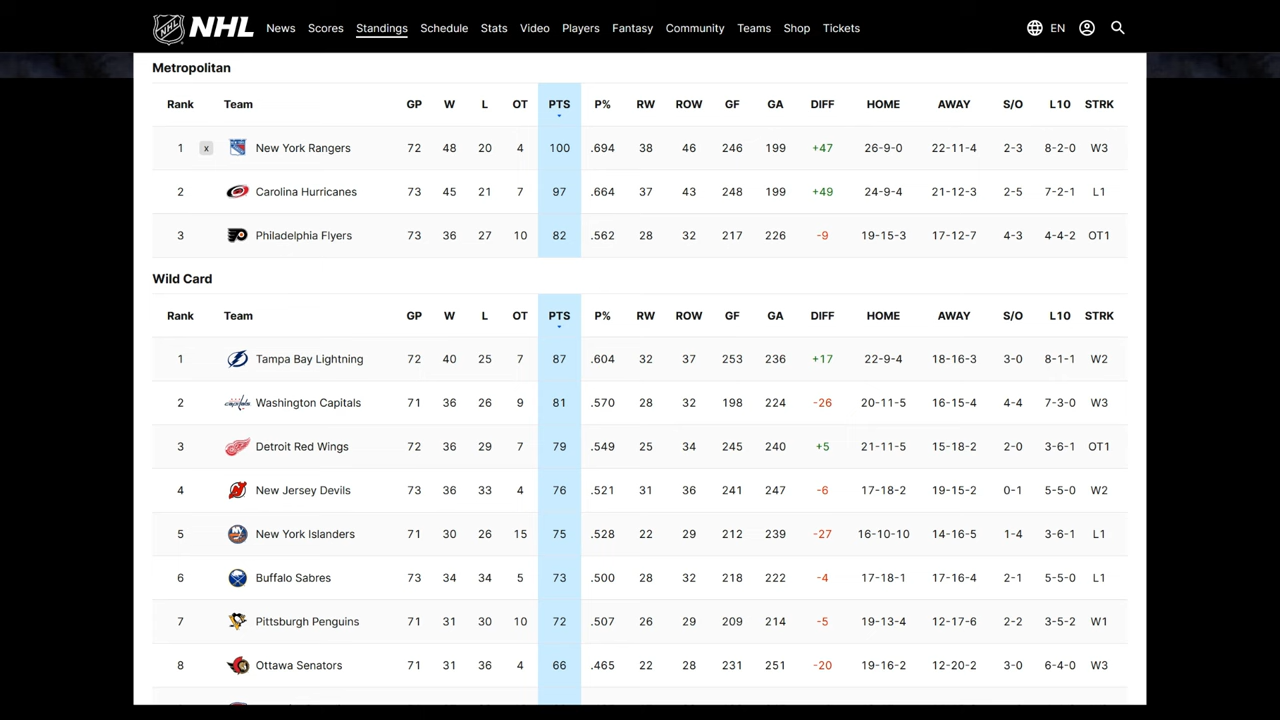 NHL News Scores Standings Schedule Stats Video Players Fantasy Community Teams Shop Tickets EN
Metropolitan
Rank Team GP W L OT PTS P% RW ROW GF GA DIFF HOME AWAY S/O L10 STRK
1 x New York Rangers 72 48 20 4 100 .694 38 46 246 199 +47 26-9-0 22-11-4 2-3 8-2-0 W3
2 Carolina Hurricanes 73 45 21 7 97 .664 37 43 248 199 +49 24-9-4 21-12-3 2-5 7-2-1 L1
3 Philadelphia Flyers 73 36 27 10 82 .562 28 32 217 226 -9 19-15-3 17-12-7 4-3 4-4-2 OT1
Wild Card
Rank Team GP W L OT PTS P% RW ROW GF GA DIFF HOME AWAY S/O L10 STRK
1 Tampa Bay Lightning 72 40 25 7 87 .604 32 37 253 236 +17 22-9-4 18-16-3 3-0 8-1-1 W2
2 Washington Capitals 71 36 26 9 81 .570 28 32 198 224 -26 20-11-5 16-15-4 4-4 7-3-0 W3
3 Detroit Red Wings 72 36 29 7 79 .549 25 34 245 240 +5 21-11-5 15-18-2 2-0 3-6-1 OT1
4 New Jersey Devils 73 36 33 4 76 .521 31 36 241 247 -6 17-18-2 19-15-2 0-1 5-5-0 W2
5 New York Islanders 71 30 26 15 75 .528 22 29 212 239 -27 16-10-10 14-16-5 1-4 3-6-1 L1
6 Buffalo Sabres 73 34 34 5 73 .500 28 32 218 222 -4 17-18-1 17-16-4 2-1 5-5-0 L1
7 Pittsburgh Penguins 71 31 30 10 72 .507 26 29 209 214 -5 19-13-4 12-17-6 2-2 3-5-2 W1
8 Ottawa Senators 71 31 36 4 66 .465 22 28 231 251 -20 19-16-2 12-20-2 3-0 6-4-0 W3